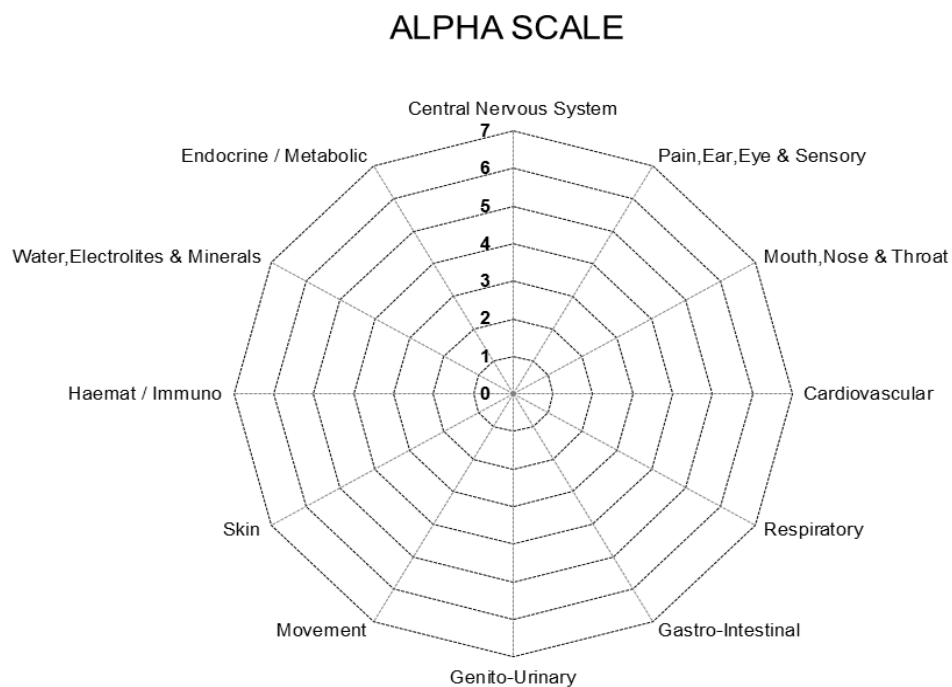 ALPHA SCALE
Central Nervous System
7
Endocrine / Metabolic
Pain,Ear,Eye & Sensory
6
5
Water,Electrolites & Minerals
4
Mouth,Nose & Throat
3
2
1
Haemat / Immuno
0
Cardiovascular
Skin
Respiratory
Movement
Gastro-Intestinal
Genito-Urinary